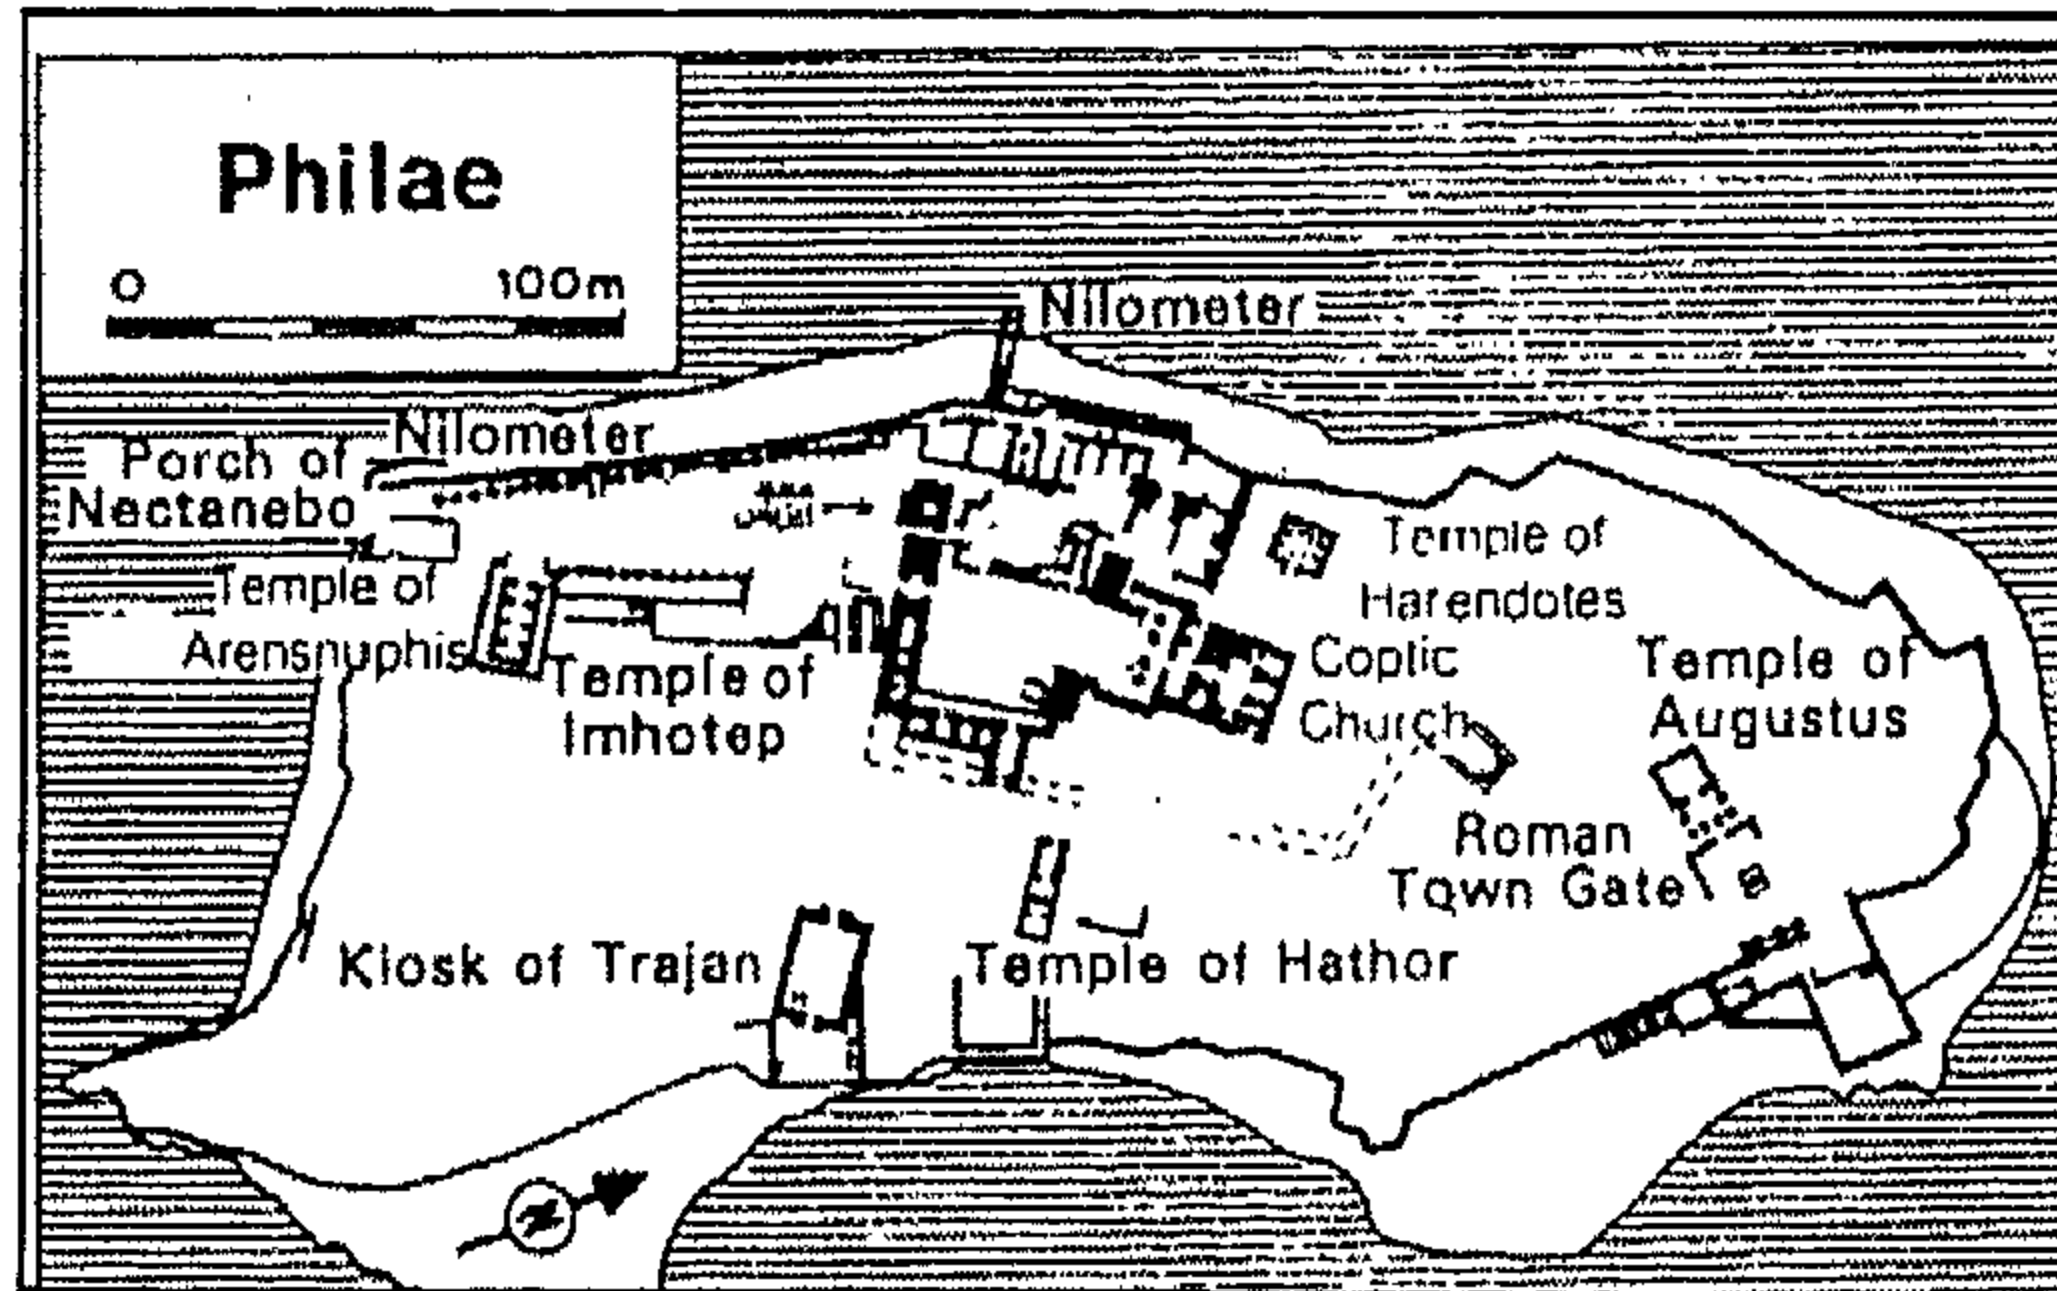 Philae
0 100m
Nilometer
Nilometer
Porch of
Nectanebo
Temple of
Arensnuphis
Temple of
Imhotep
Temple of
Harendotes
Coptic
Church
Temple of
Augustus
Roman
Town Gate
Kiosk of Trajan
Temple of Hathor
N